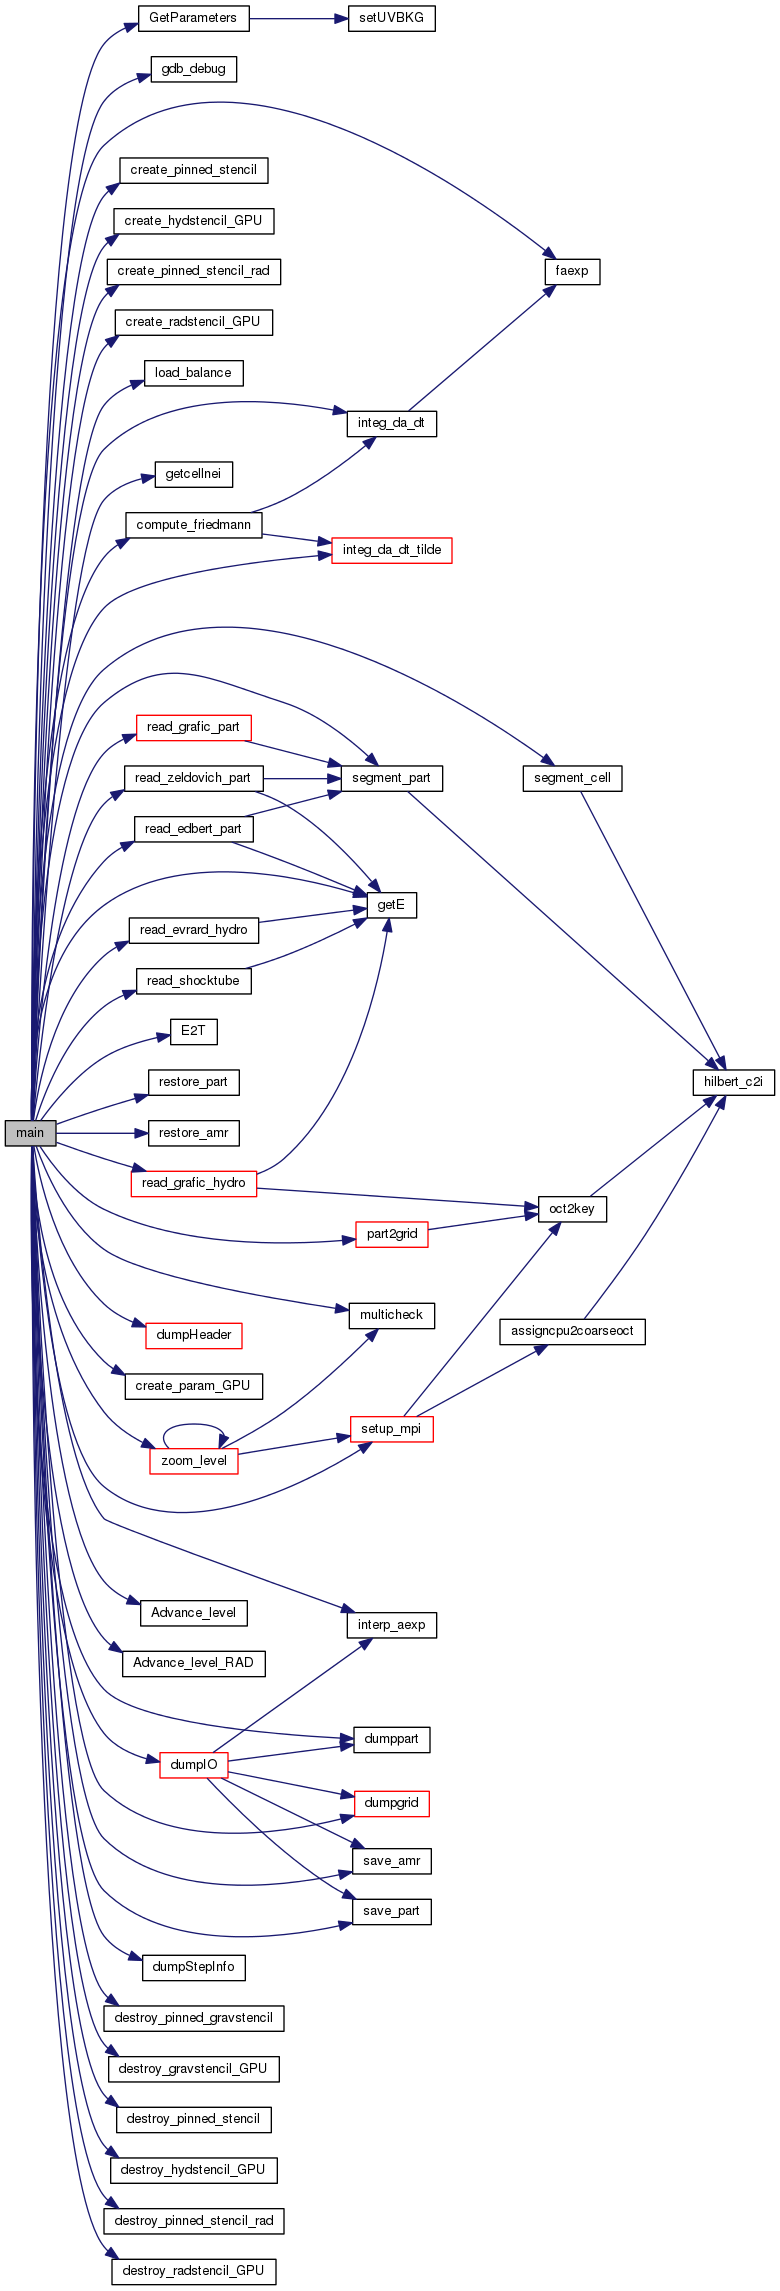 GetParameters
setUVBKG
gdb_debug
create_pinned_stencil
create_hydstencil_GPU
create_pinned_stencil_rad
faexp
create_radstencil_GPU
load_balance
integ_da_dt
getcellnei
compute_friedmann
integ_da_dt_tilde
read_grafic_part
read_zeldovich_part
segment_part
segment_cell
read_edbert_part
getE
read_evrard_hydro
read_shocktube
E2T
restore_part
hilbert_c2i
main
restore_amr
read_grafic_hydro
oct2key
part2grid
multicheck
dumpHeader
assigncpu2coarseoct
create_param_GPU
setup_mpi
zoom_level
Advance_level
interp_aexp
Advance_level_RAD
dumppart
dumpIO
dumpgrid
save_amr
save_part
dumpStepInfo
destroy_pinned_gravstencil
destroy_gravstencil_GPU
destroy_pinned_stencil
destroy_hydstencil_GPU
destroy_pinned_stencil_rad
destroy_radstencil_GPU